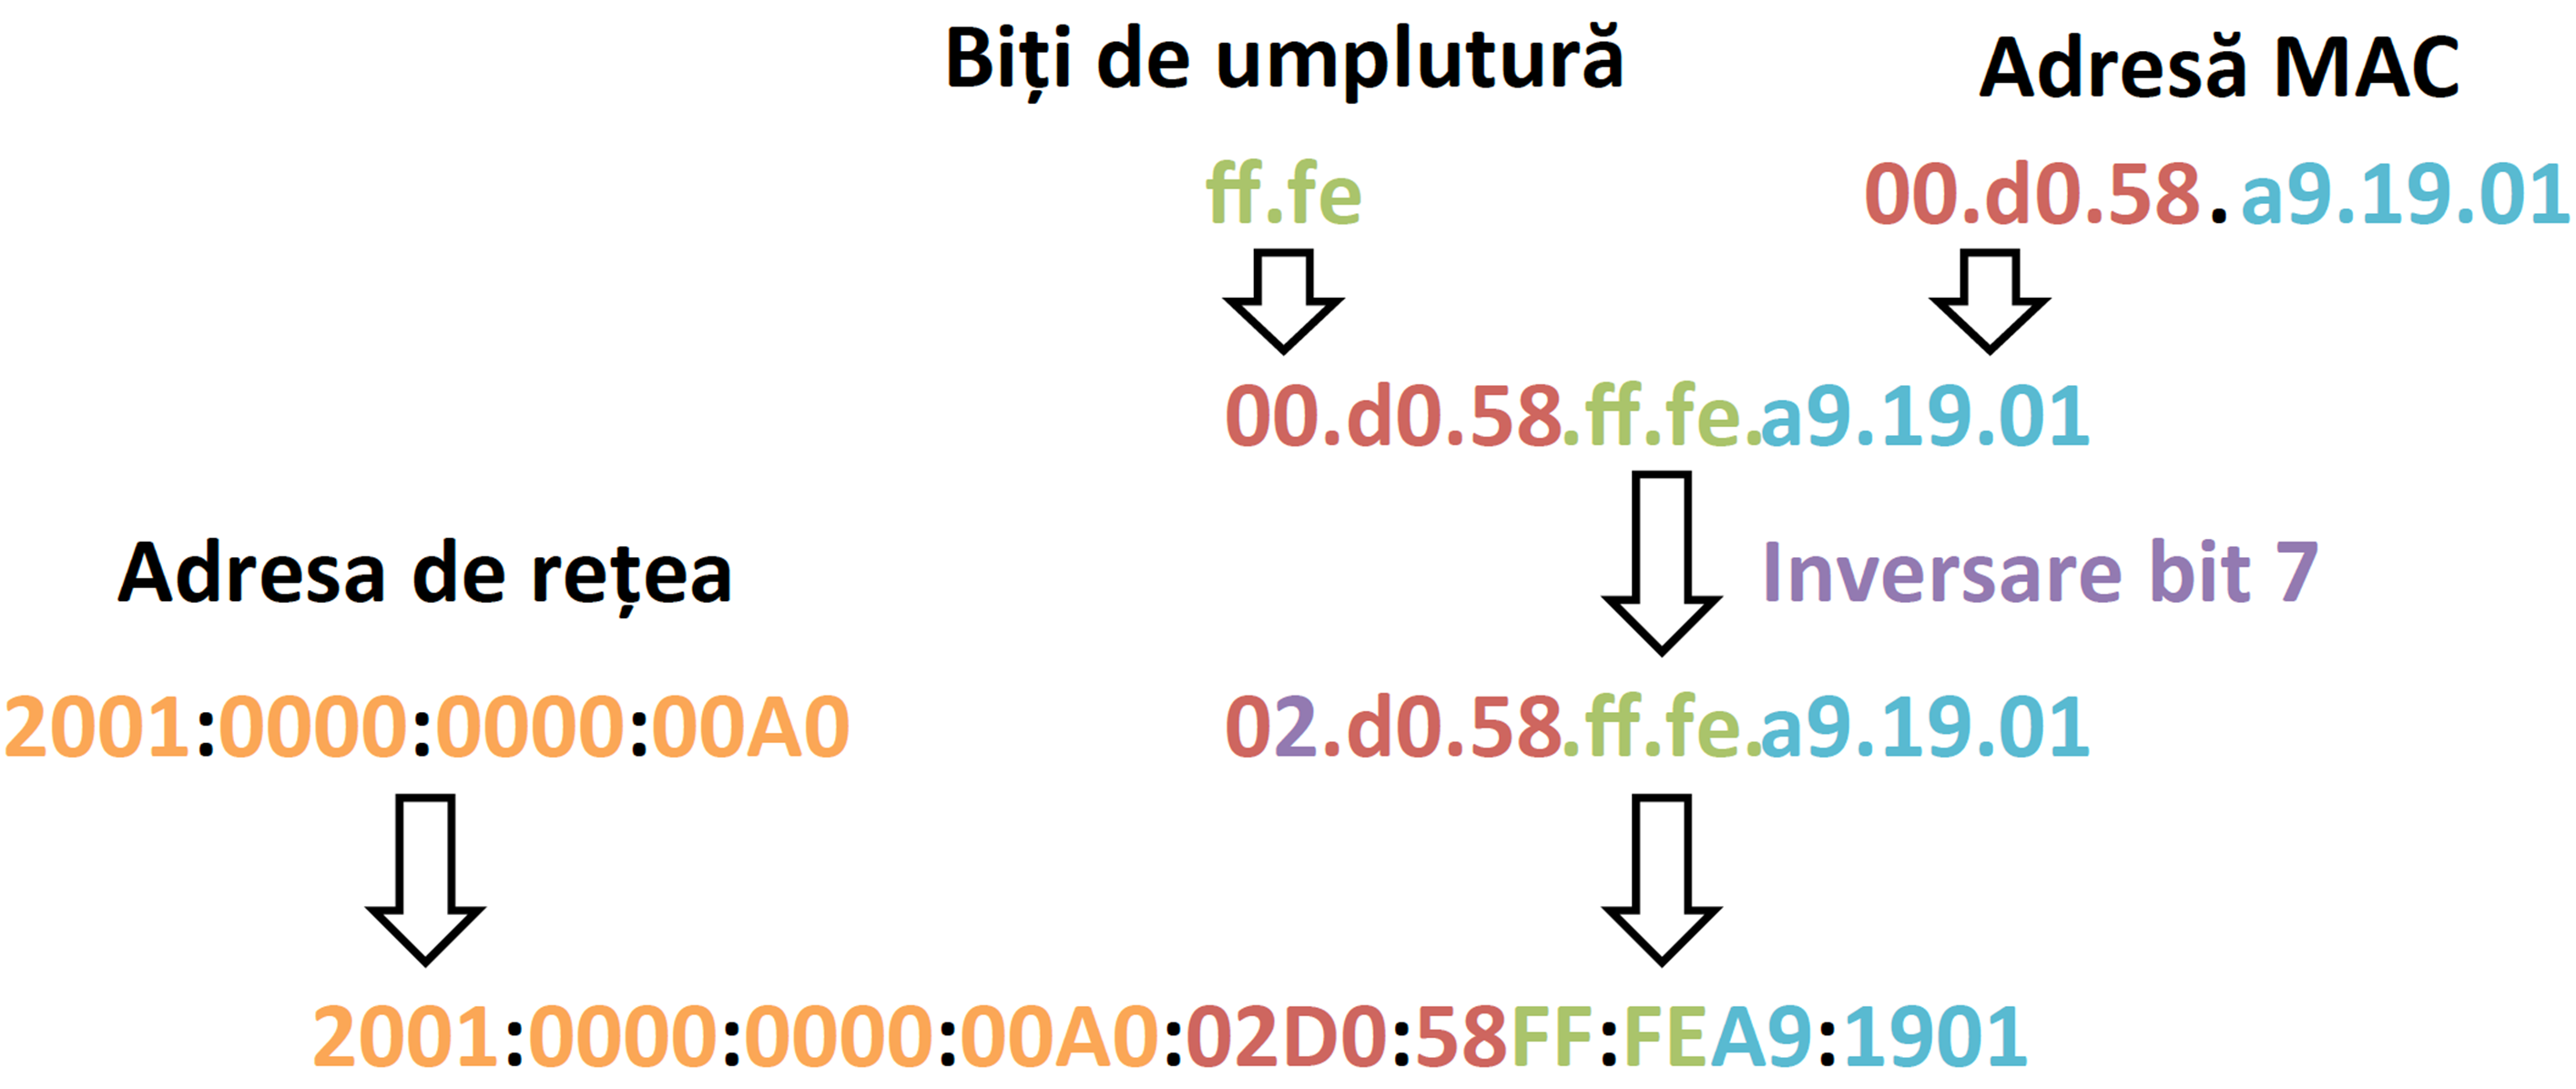 Biți de umplutură
Adresă MAC
ff.fe
00.d0.58.a9.19.01
00.d0.58.ff.fe.a9.19.01
Inversare bit 7
Adresa de rețea
2001:0000:0000:00A0
02.d0.58.ff.fe.a9.19.01
2001:0000:0000:00A0:02D0:58FF:FEA9:1901